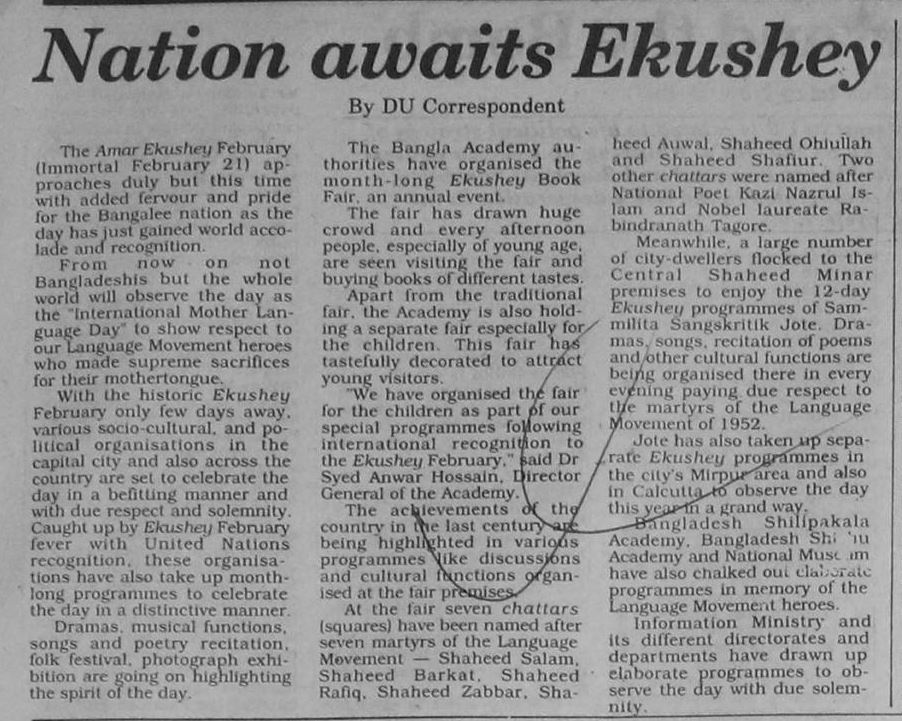 Nation awaits Ekushey
By DU Correspondent
The Amar Ekushey February
(Immortal February 21) ap-
proaches duly but this time
with added fervour and pride
for the Bangalee nation as the
day has just gained world acco-
lade and recognition.
From now on not
Bangladeshis but the whole
world will observe the day as
the "International Mother Lan-
guage Day" to show respect to
our Language Movement heroes
who made supreme sacrifices
for their mothertongue.
With the historic Ekushey
February only few days away,
various socio-cultural, and po-
litical organisations in the
capital city and also across the
country are set to celebrate the
day in a befitting manner and
with due respect and solemnity.
Caught up by Ekushey February
fever with United Nations
recognition, these organisa-
tions have also take up month-
long programmes to celebrate
the day in a distinctive manner.
Dramas, musical functions,
songs and poetry recitation,
folk festival, photograph exhi-
bition are going on highlighting
the spirit of the day.
The Bangla Academy au-
thorities have organised the
month-long Ekushey Book
Fair, an annual event.
The fair has drawn huge
crowd and every afternoon
people, especially of young age,
are seen visiting the fair and
buying books of different tastes.
Apart from the traditional
fair, the Academy is also hold-
ing a separate fair especially for
the children. This fair has
tastefully decorated to attract
young visitors.
"We have organised the fair
for the children as part of our
special programmes following
international recognition to
the Ekushey February," said Dr
Syed Anwar Hossain, Director
General of the Academy.
The achievements of the
country in the last century are
being highlighted in various
programmes like discussions
and cultural functions organ-
ised at the fair premises.
At the fair seven chattars
(squares) have been named after
seven martyrs of the Language
Movement — Shaheed Salam,
Shaheed Barkat, Shaheed
Rafiq, Shaheed Zabbar, Sha-
heed Auwal, Shaheed Ohiullah
and Shaheed Shafiur. Two
other chattars were named after
National Poet Kazi Nazrul Is-
lam and Nobel laureate Ra-
bindranath Tagore.
Meanwhile, a large number
of city-dwellers flocked to the
Central Shaheed Minar
premises to enjoy the 12-day
Ekushey programmes of Sam-
milita Sangskritik Jote. Dra-
mas, songs, recitation of poems
and other cultural functions are
being organised there in every
evening paying due respect to
the martyrs of the Language
Movement of 1952.
Jote has also taken up sepa-
rate Ekushey programmes in
the city's Mirpur area and also
in Calcutta to observe the day
this year in a grand way.
Bangladesh Shilpakala
Academy, Bangladesh
Academy and National
have also chalked out elaborate
programmes in memory of the
Language Movement heroes.
Information Ministry and
its different directorates and
departments have drawn up
elaborate programmes to ob-
serve the day with due solem-
nity.